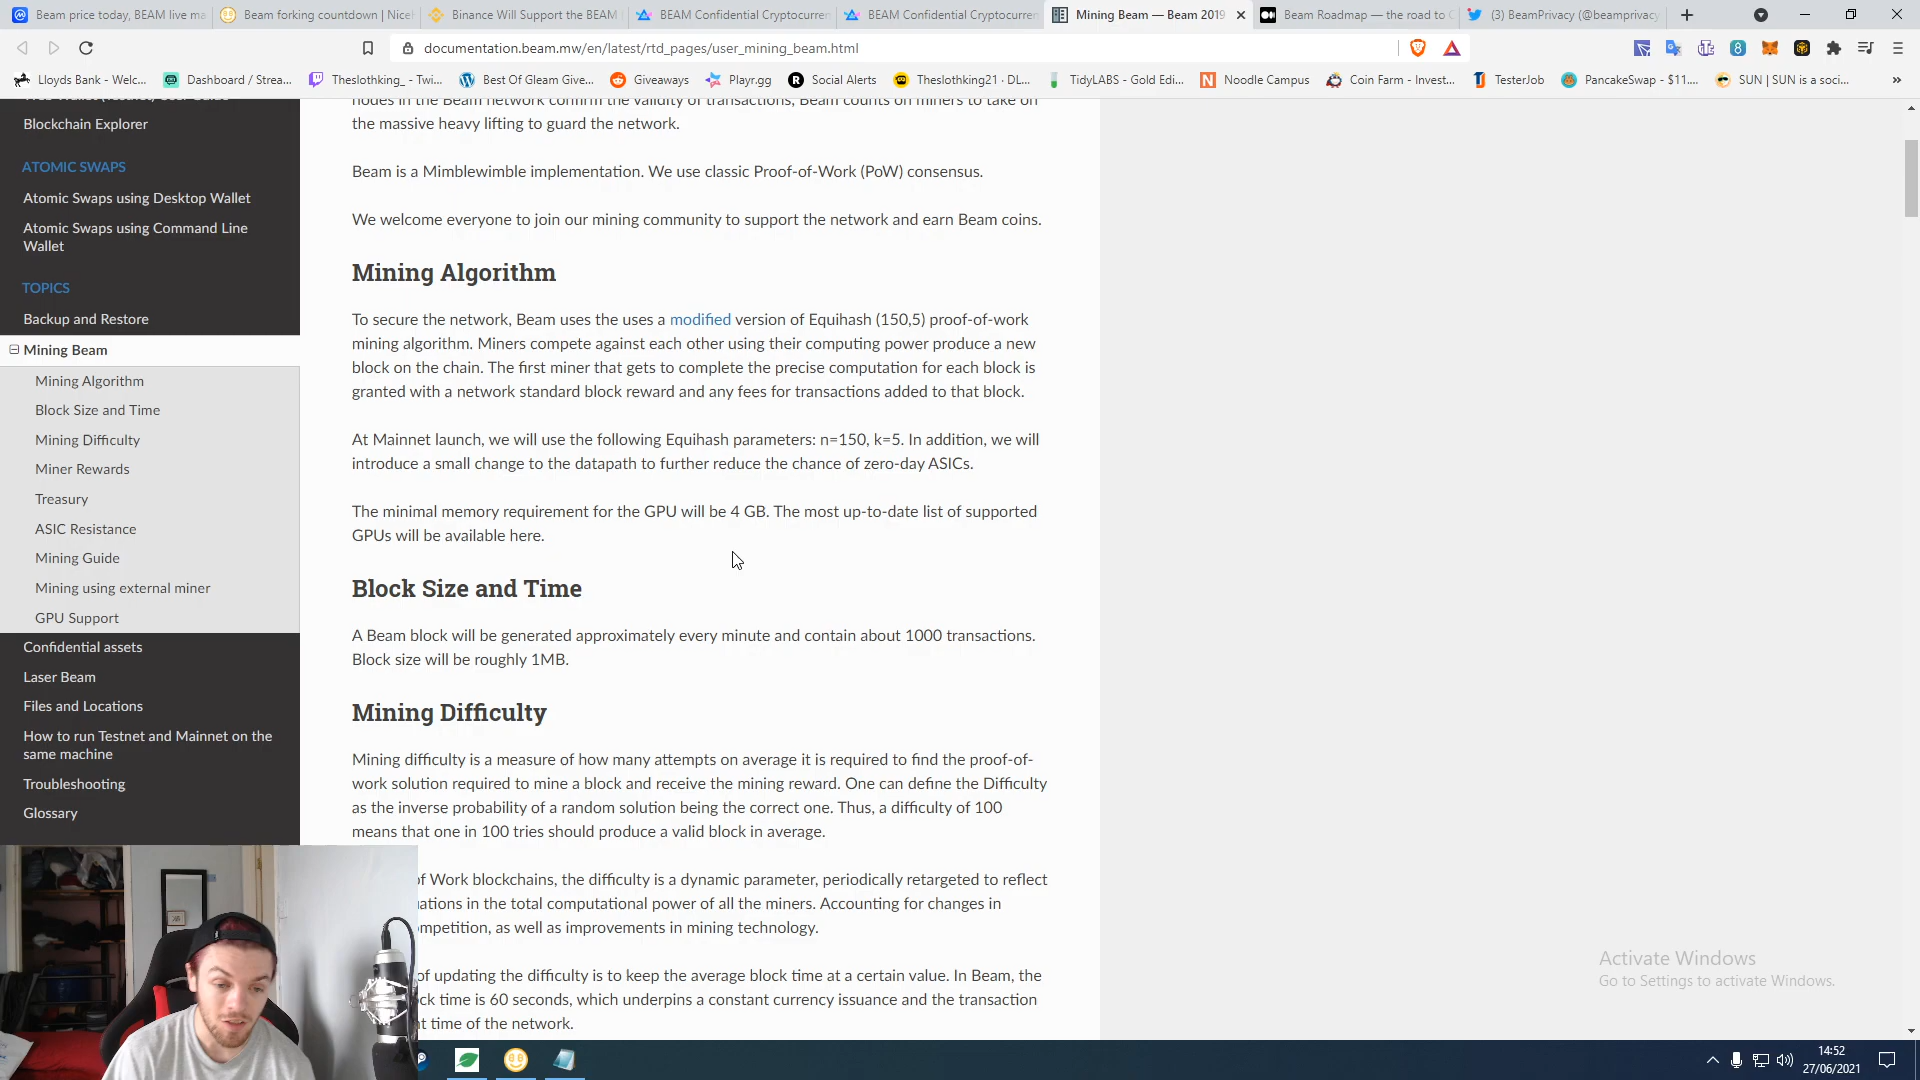 Beam price today, BEAM live ma
Beam forking countdown | NiceH
Binance Will Support the BEAM
BEAM Confidential Cryptocurren
BEAM Confidential Cryptocurren
Mining Beam — Beam 2019
Beam Roadmap — the road to
(3) BeamPrivacy (@beamprivacy
documentation.beam.mw/en/latest/rtd_pages/user_mining_beam.html
Lloyds Bank - Welc...
Dashboard / Strea...
Theslothking_ - Twi...
Best Of Gleam Give...
Giveaways
Playr.gg
Social Alerts
Theslothking21 · DL...
TidyLABS - Gold Edi...
Noodle Campus
Coin Farm - Invest...
TesterJob
PancakeSwap - $11....
SUN | SUN is a soci...
Blockchain Explorer
ATOMIC SWAPS
Atomic Swaps using Desktop Wallet
Atomic Swaps using Command Line
Wallet
TOPICS
Backup and Restore
Mining Beam
Mining Algorithm
Block Size and Time
Mining Difficulty
Miner Rewards
Treasury
ASIC Resistance
Mining Guide
Mining using external miner
GPU Support
Confidential assets
Laser Beam
Files and Locations
How to run Testnet and Mainnet on the
same machine
Troubleshooting
Glossary
nodes in the Beam network confirm the validity of transactions, Beam counts on miners to take on
the massive heavy lifting to guard the network.
Beam is a Mimblewimble implementation. We use classic Proof-of-Work (PoW) consensus.
We welcome everyone to join our mining community to support the network and earn Beam coins.
Mining Algorithm
To secure the network, Beam uses the uses a modified version of Equihash (150,5) proof-of-work
mining algorithm. Miners compete against each other using their computing power produce a new
block on the chain. The first miner that gets to complete the precise computation for each block is
granted with a network standard block reward and any fees for transactions added to that block.
At Mainnet launch, we will use the following Equihash parameters: n=150, k=5. In addition, we will
introduce a small change to the datapath to further reduce the chance of zero-day ASICs.
The minimal memory requirement for the GPU will be 4 GB. The most up-to-date list of supported
GPUs will be available here.
Block Size and Time
A Beam block will be generated approximately every minute and contain about 1000 transactions.
Block size will be roughly 1MB.
Mining Difficulty
Mining difficulty is a measure of how many attempts on average it is required to find the proof-of-
work solution required to mine a block and receive the mining reward. One can define the Difficulty
as the inverse probability of a random solution being the correct one. Thus, a difficulty of 100
means that one in 100 tries should produce a valid block in average.
of Work blockchains, the difficulty is a dynamic parameter, periodically retargeted to reflect
uations in the total computational power of all the miners. Accounting for changes in
mpetition, as well as improvements in mining technology.
of updating the difficulty is to keep the average block time at a certain value. In Beam, the
ck time is 60 seconds, which underpins a constant currency issuance and the transaction
t time of the network.
Activate Windows
Go to Settings to activate Windows.
14:52
27/06/2021